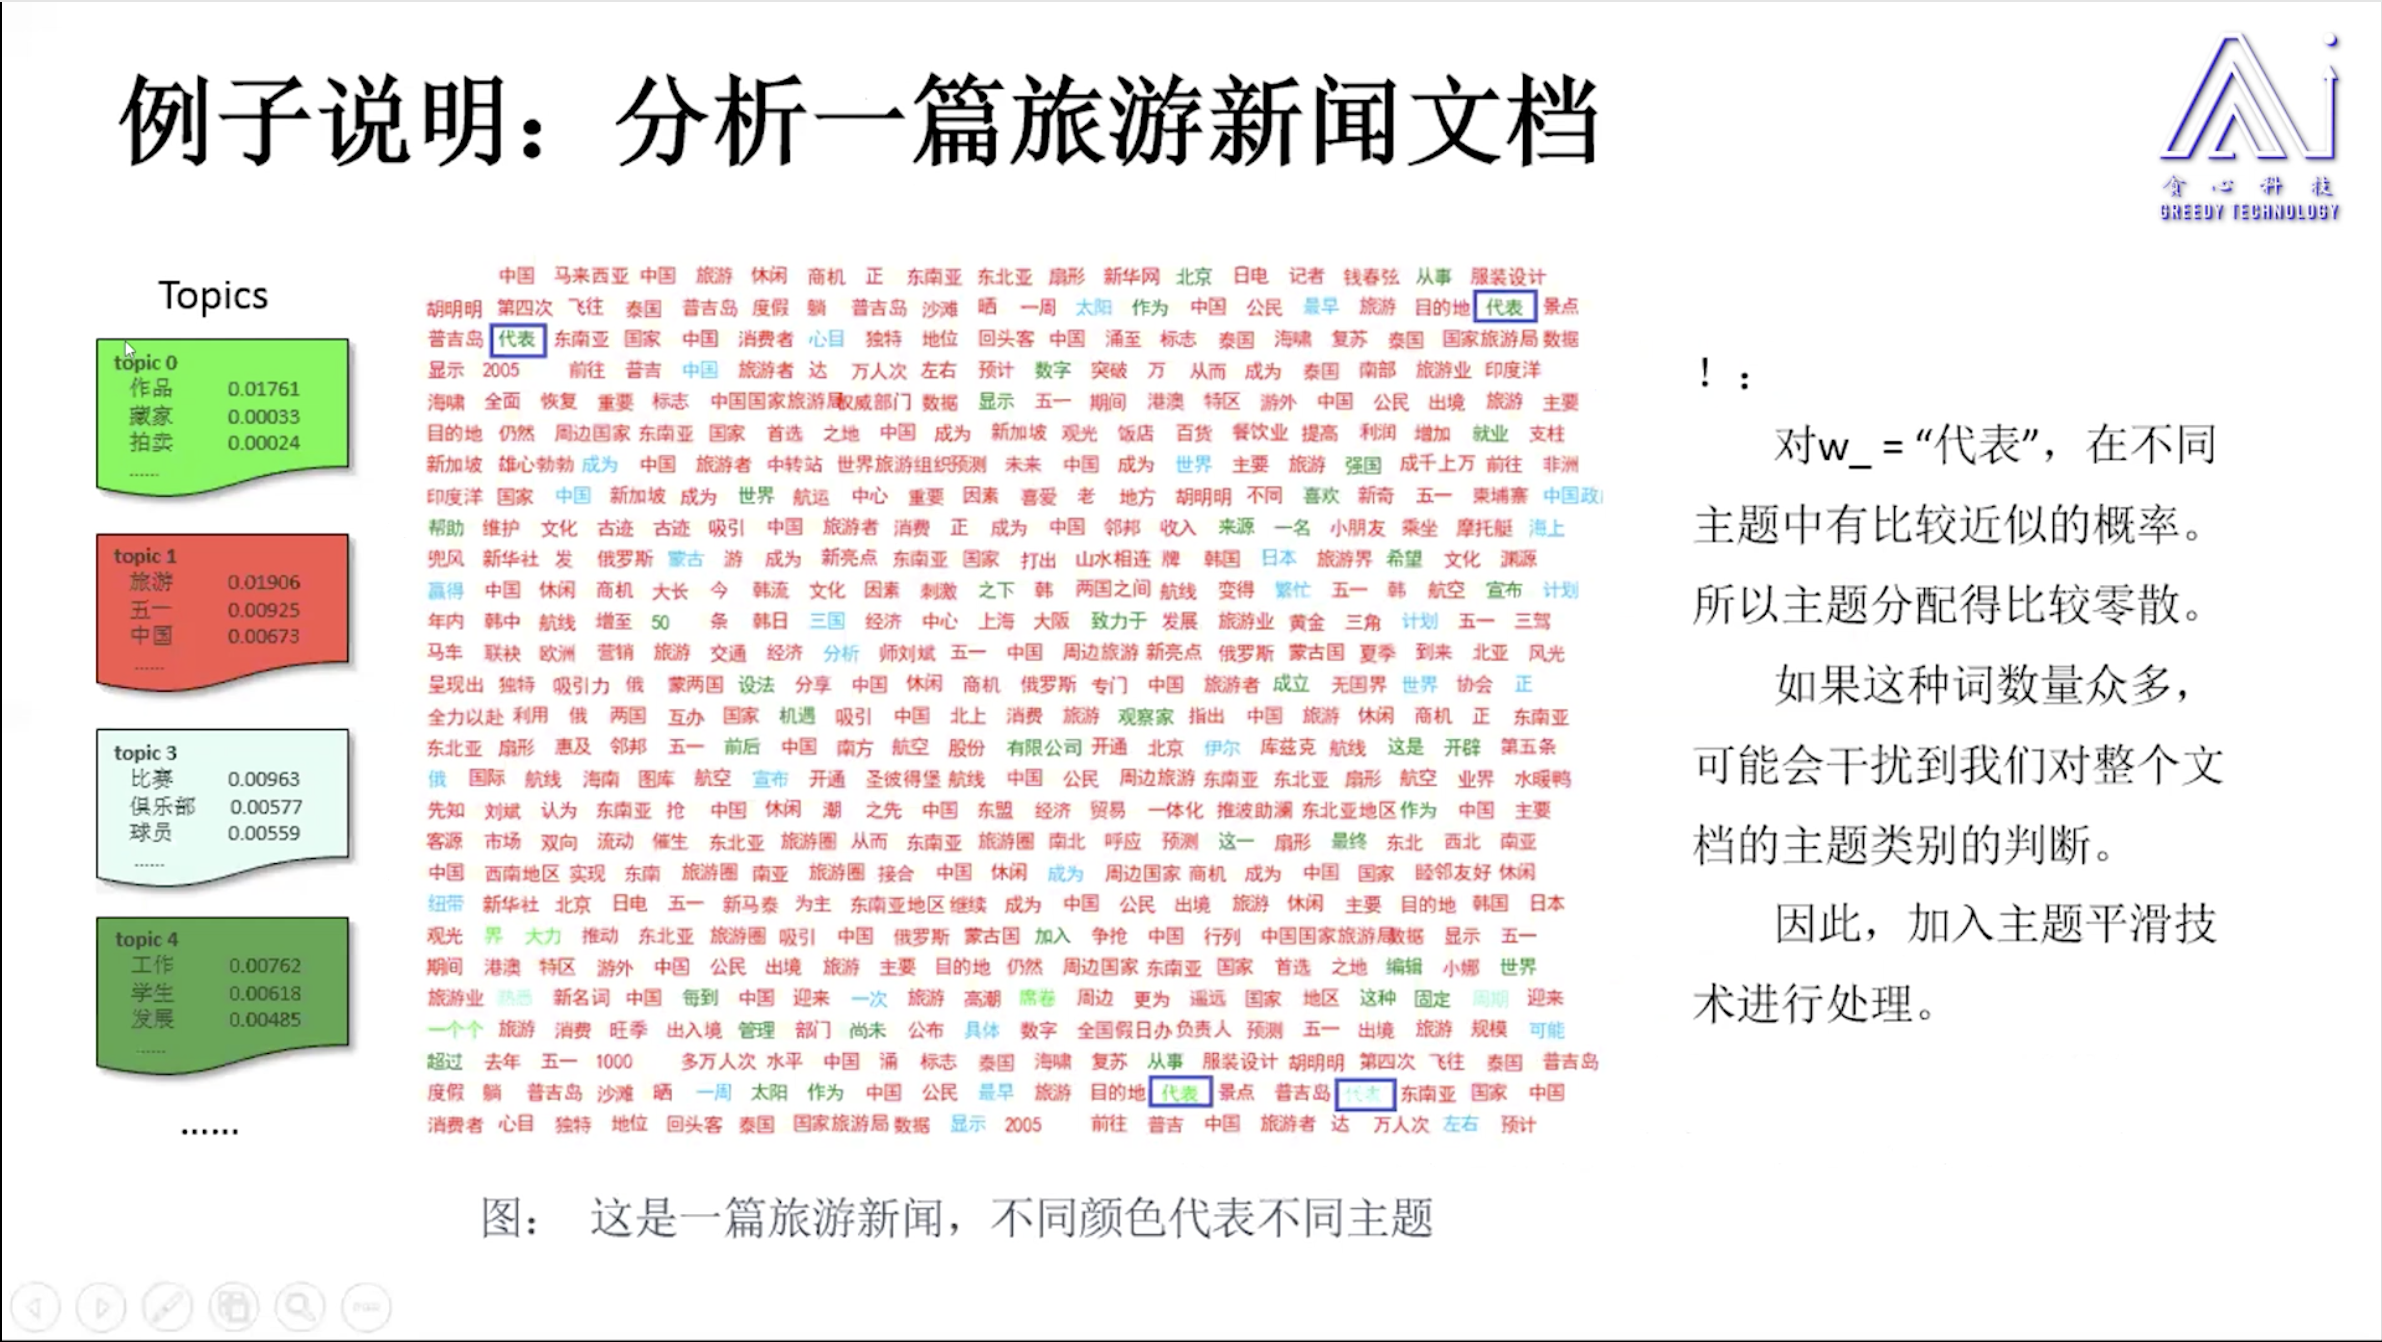 例子说明： 分析一篇旅游新闻文档
贪心科技
GREEDY TECHNOLOGY
Topics
topic 0
作品 0.01761
藏家 0.00033
拍卖 0.00024
......
topic 1
旅游 0.01906
五一 0.00925
中国 0.00673
......
topic 3
比赛 0.00963
俱乐部 0.00577
球员 0.00559
......
topic 4
工作 0.00762
学生 0.00618
发展 0.00485
......
......
中国 马来西亚 中国 旅游 休闲 商机 正 东南亚 东北亚 扇形 新华网 北京 日电 记者 钱春弦 从事 服装设计
胡明明 第四次 飞往 泰国 普吉岛 度假 躺 普吉岛 沙滩 晒 一周 太阳 作为 中国 公民 最早 旅游 目的地 代表 景点
普吉岛 代表 东南亚 国家 中国 消费者 心目 独特 地位 回头客 中国 涌至 标志 泰国 海啸 复苏 泰国 国家旅游局 数据
显示 2005 前往 普吉 中国 旅游者 达 万人次 左右 预计 数字 突破 万 从而 成为 泰国 南部 旅游业 印度洋
海啸 全面 恢复 重要 标志 中国国家旅游局 权威部门 数据 显示 五一 期间 港澳 特区 游外 中国 公民 出境 旅游 主要
目的地 仍然 周边国家 东南亚 国家 首选 之地 中国 成为 新加坡 观光 饭店 百货 餐饮业 提高 利润 增加 就业 支柱
新加坡 雄心勃勃 成为 中国 旅游者 中转站 世界旅游组织预测 未来 中国 成为 世界 主要 旅游 强国 成千上万 前往 非洲
印度洋 国家 中国 新加坡 成为 世界 航运 中心 重要 因素 喜爱 老 地方 胡明明 不同 喜欢 新奇 五一 柬埔寨 中国政
帮助 维护 文化 古迹 古迹 吸引 中国 旅游者 消费 正 成为 中国 邻邦 收入 来源 一名 小朋友 乘坐 摩托艇 海上
兜风 新华社 发 俄罗斯 蒙古 游 成为 新亮点 东南亚 国家 打出 山水相连 牌 韩国 日本 旅游界 希望 文化 渊源
赢得 中国 休闲 商机 大长 今 韩流 文化 因素 刺激 之下 韩 两国之间 航线 变得 繁忙 五一 韩 航空 宣布 计划
年内 韩中 航线 增至 50 条 韩日 三国 经济 中心 上海 大阪 致力于 发展 旅游业 黄金 三角 计划 五一 三驾
马车 联袂 欧洲 营销 旅游 交通 经济 分析 师刘斌 五一 中国 周边旅游 新亮点 俄罗斯 蒙古国 夏季 到来 北亚 风光
呈现出 独特 吸引力 俄 蒙两国 设法 分享 中国 休闲 商机 俄罗斯 专门 中国 旅游者 成立 无国界 世界 协会 正
全力以赴 利用 俄 两国 互办 国家 机遇 吸引 中国 北上 消费 旅游 观察家 指出 中国 旅游 休闲 商机 正 东南亚
东北亚 扇形 惠及 邻邦 五一 前后 中国 南方 航空 股份 有限公司 开通 北京 伊尔 库兹克 航线 这是 开辟 第五条
俄 国际 航线 海南 图库 航空 宣布 开通 圣彼得堡 航线 中国 公民 周边旅游 东南亚 东北亚 扇形 航空 业界 水暖鸭
先知 刘斌 认为 东南亚 抢 中国 休闲 潮 之先 中国 东盟 经济 贸易 一体化 推波助澜 东北亚地区 作为 中国 主要
客源 市场 双向 流动 催生 东北亚 旅游圈 从而 东南亚 旅游圈 南北 呼应 预测 这一 扇形 最终 东北 西北 南亚
中国 西南地区 实现 东南 旅游圈 南亚 旅游圈 接合 中国 休闲 成为 周边国家 商机 成为 中国 国家 睦邻友好 休闲
纽带 新华社 北京 日电 五一 新马泰 为主 东南亚地区 继续 成为 中国 公民 出境 旅游 休闲 主要 目的地 韩国 日本
观光 界 大力 推动 东北亚 旅游圈 吸引 中国 俄罗斯 蒙古国 加入 争抢 中国 行列 中国国家旅游局 数据 显示 五一
期间 港澳 特区 游外 中国 公民 出境 旅游 主要 目的地 仍然 周边国家 东南亚 国家 首选 之地 编辑 小娜 世界
旅游业 熟悉 新名词 中国 每到 中国 迎来 一次 旅游 高潮 席卷 周边 更为 遥远 国家 地区 这种 固定 周期 迎来
一个个 旅游 消费 旺季 出入境 管理 部门 尚未 公布 具体 数字 全国假日办 负责人 预测 五一 出境 旅游 规模 可能
超过 去年 五一 1000 多万人次 水平 中国 涌 标志 泰国 海啸 复苏 从事 服装设计 胡明明 第四次 飞往 泰国 普吉岛
度假 躺 普吉岛 沙滩 晒 一周 太阳 作为 中国 公民 最早 旅游 目的地 代表 景点 普吉岛 代表 东南亚 国家 中国
消费者 心目 独特 地位 回头客 泰国 国家旅游局 数据 显示 2005 前往 普吉 中国 旅游者 达 万人次 左右 预计
图： 这是一篇旅游新闻，不同颜色代表不同主题
！：
对w_ = “代表”，在不同
主题中有比较近似的概率。
所以主题分配得比较零散。
如果这种词数量众多，
可能会干扰到我们对整个文
档的主题类别的判断。
因此，加入主题平滑技
术进行处理。